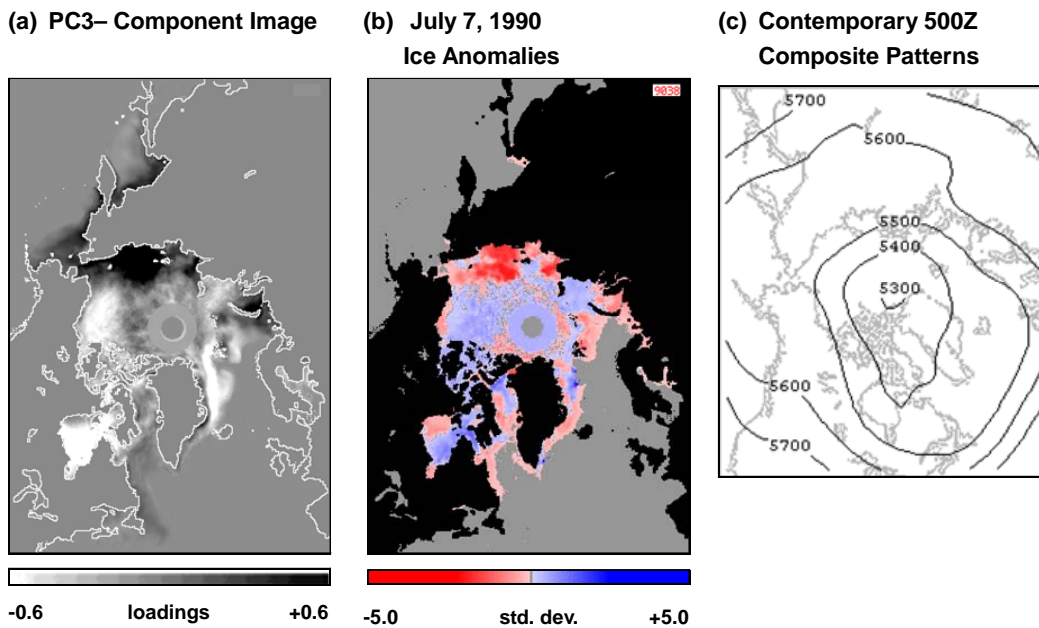 (a) PC3– Component Image
(b) July 7, 1990
Ice Anomalies
(c) Contemporary 500Z
Composite Patterns
9038
5700
5600
5500
5400
5300
5600
5700
-0.6 loadings +0.6
-5.0 std. dev. +5.0